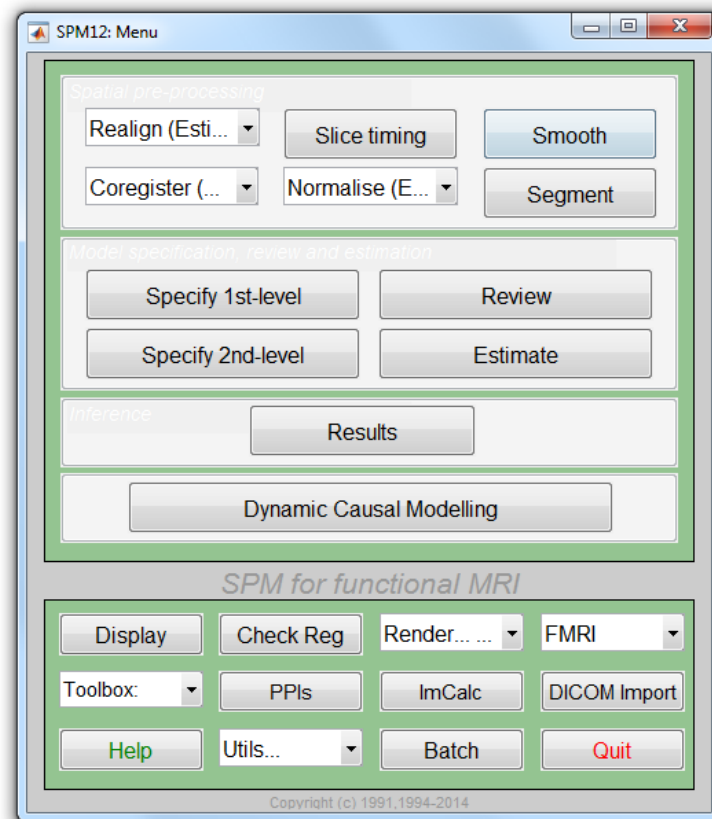 SPM12: Menu
Spatial pre-processing
Realign (Esti... Slice timing Smooth
Coregister (... Normalise (E... Segment
Model specification, review and estimation
Specify 1st-level Review
Specify 2nd-level Estimate
Inference
Results
Dynamic Causal Modelling
SPM for functional MRI
Display Check Reg Render... ... FMRI
Toolbox: PPIs ImCalc DICOM Import
Help Utils... Batch Quit
Copyright (c) 1991,1994-2014